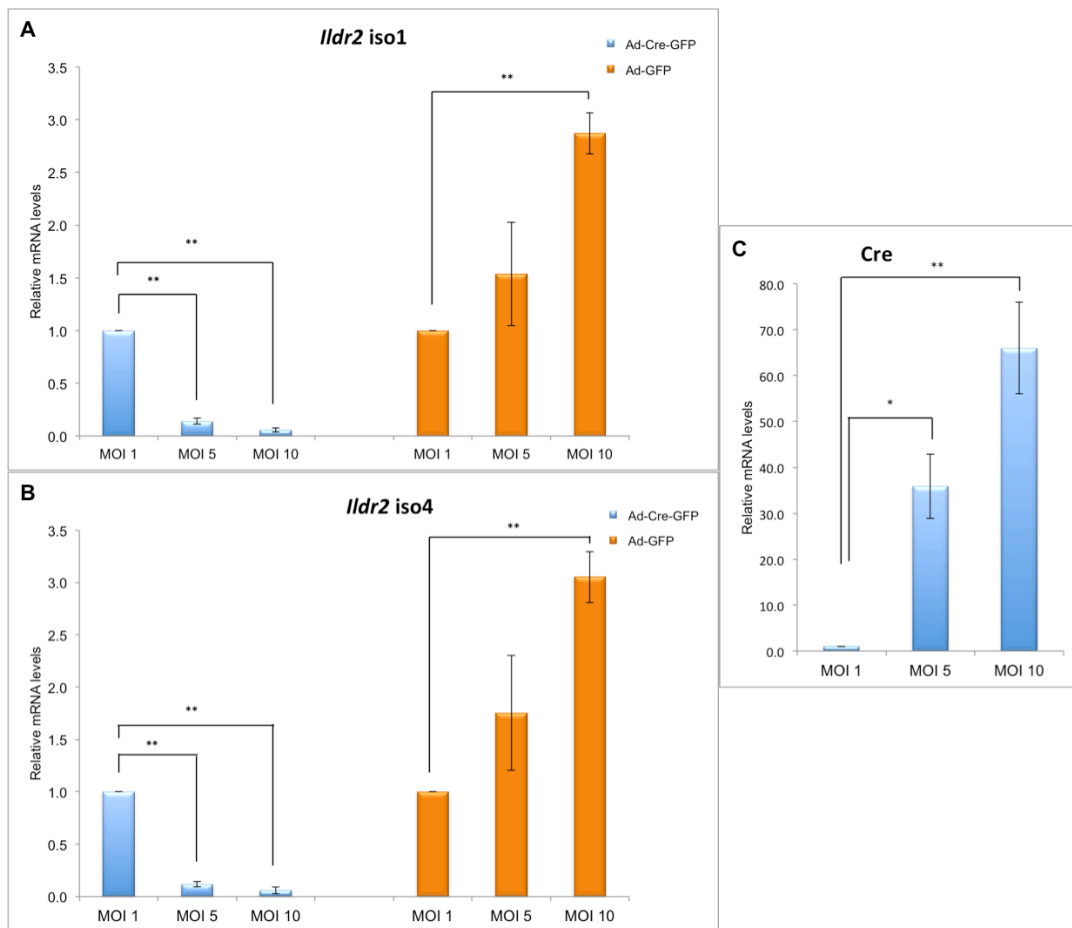 A
Ildr2 iso1
Ad-Cre-GFP
Ad-GFP
Relative mRNA levels
3.5
3.0
2.5
2.0
1.5
1.0
0.5
0.0
**
**
**
MOI 1 MOI 5 MOI 10 MOI 1 MOI 5 MOI 10
B
Ildr2 iso4
Ad-Cre-GFP
Ad-GFP
Relative mRNA levels
3.5
3.0
2.5
2.0
1.5
1.0
0.5
0.0
**
**
**
MOI 1 MOI 5 MOI 10 MOI 1 MOI 5 MOI 10
C
Cre
Relative mRNA levels
80.0
70.0
60.0
50.0
40.0
30.0
20.0
10.0
0.0
**
*
MOI 1 MOI 5 MOI 10